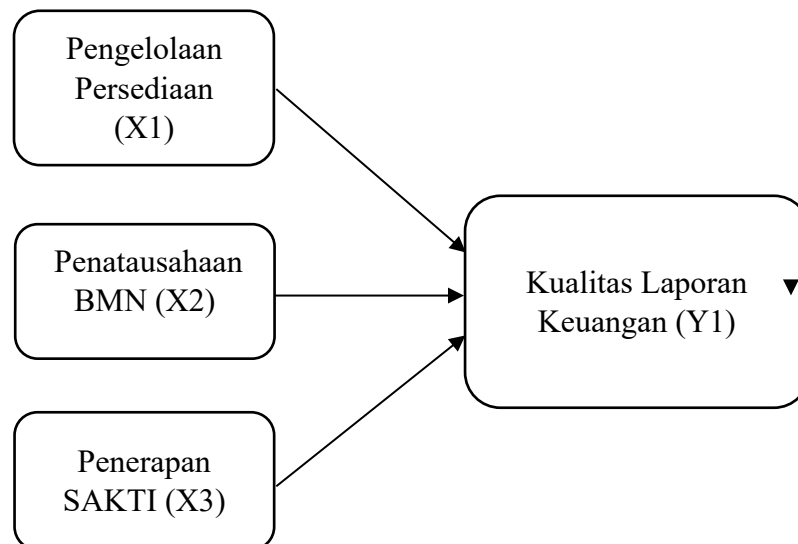 Pengelolaan
Persediaan
(X1)
Penatausahaan
BMN (X2)
Kualitas Laporan
Keuangan (Y1)
Penerapan
SAKTI (X3)